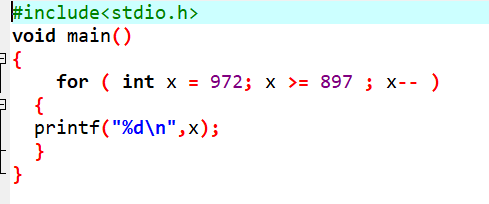 #include<stdio.h>
void main()
{
for ( int x = 972; x >= 897 ; x-- )
{
printf("%d\n",x);
}
}